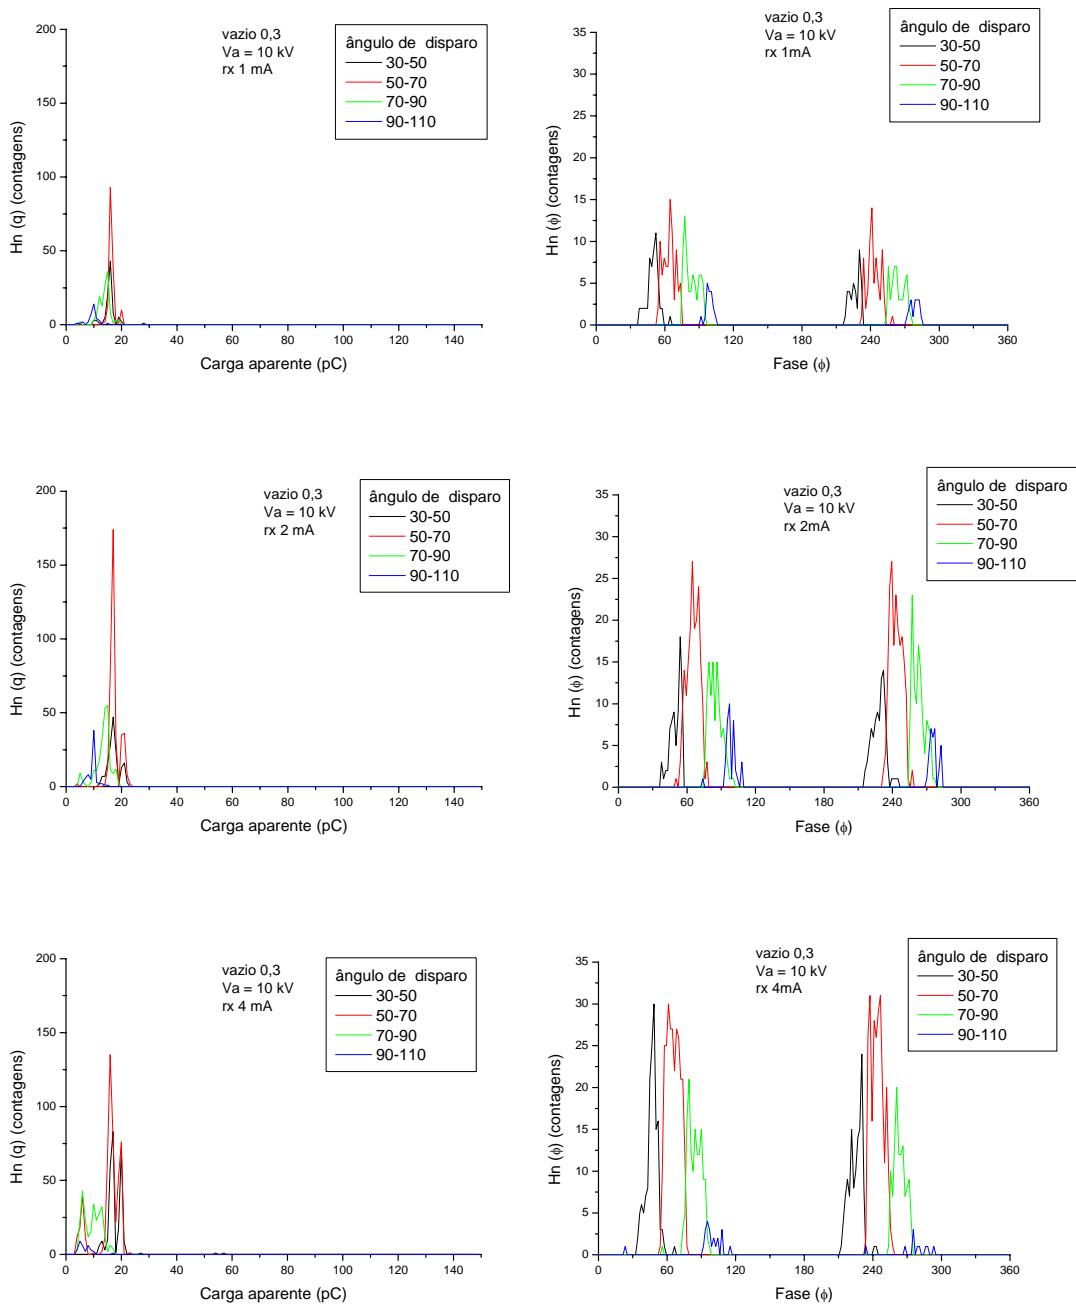 vazio 0,3
Va = 10 kV
rx 1 mA
ângulo de disparo
30-50
50-70
70-90
90-110
Hn (q) (contagens)
200
150
100
50
0
0 20 40 60 80 100 120 140
Carga aparente (pC)
vazio 0,3
Va = 10 kV
rx 1mA
ângulo de disparo
30-50
50-70
70-90
90-110
Hn (ϕ) (contagens)
35
30
25
20
15
10
5
0
0 60 120 180 240 300 360
Fase (ϕ)
vazio 0,3
Va = 10 kV
rx 2 mA
ângulo de disparo
30-50
50-70
70-90
90-110
Hn (q) (contagens)
200
150
100
50
0
0 20 40 60 80 100 120 140
Carga aparente (pC)
vazio 0,3
Va = 10 kV
rx 2mA
ângulo de disparo
30-50
50-70
70-90
90-110
Hn (ϕ) (contagens)
35
30
25
20
15
10
5
0
0 60 120 180 240 300 360
Fase (ϕ)
vazio 0,3
Va = 10 kV
rx 4 mA
ângulo de disparo
30-50
50-70
70-90
90-110
Hn (q) (contagens)
200
150
100
50
0
0 20 40 60 80 100 120 140
Carga aparente (pC)
vazio 0,3
Va = 10 kV
rx 4mA
ângulo de disparo
30-50
50-70
70-90
90-110
Hn (ϕ) (contagens)
35
30
25
20
15
10
5
0
0 60 120 180 240 300 360
Fase (ϕ)